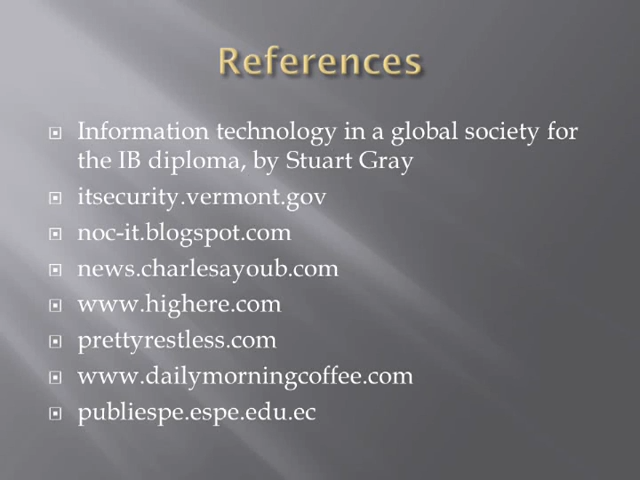 References
Information technology in a global society for
the IB diploma, by Stuart Gray
itsecurity.vermont.gov
noc-it.blogspot.com
news.charlesayoub.com
www.highere.com
prettyrestless.com
www.dailymorningcoffee.com
publiespe.espe.edu.ec